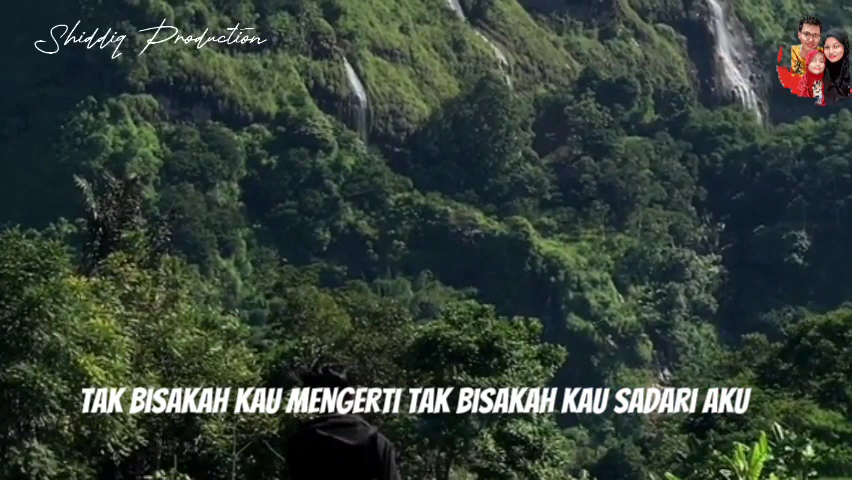 Shiddiq Production
TAK BISAKAH KAU MENGERTI TAK BISAKAH KAU SADARI AKU